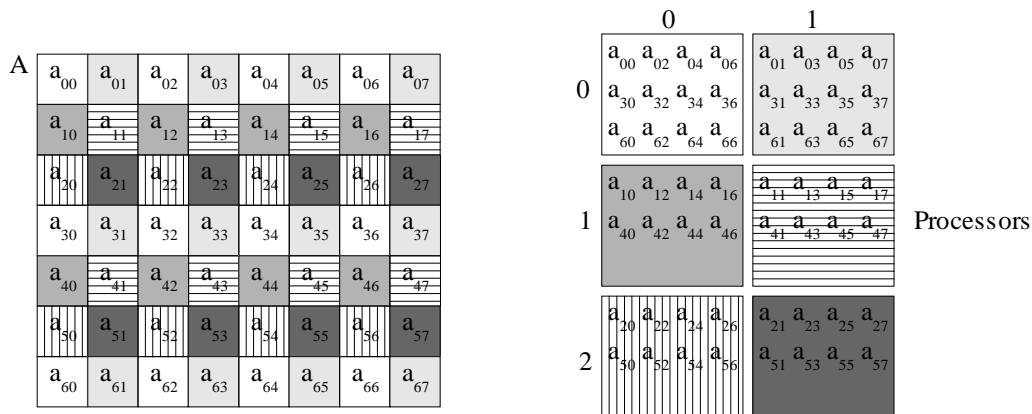 A
a00 a01 a02 a03 a04 a05 a06 a07
a10 a11 a12 a13 a14 a15 a16 a17
a20 a21 a22 a23 a24 a25 a26 a27
a30 a31 a32 a33 a34 a35 a36 a37
a40 a41 a42 a43 a44 a45 a46 a47
a50 a51 a52 a53 a54 a55 a56 a57
a60 a61 a62 a63 a64 a65 a66 a67
0 1
0
a00 a02 a04 a06
a30 a32 a34 a36
a60 a62 a64 a66
a01 a03 a05 a07
a31 a33 a35 a37
a61 a63 a65 a67
1
a10 a12 a14 a16
a40 a42 a44 a46
a11 a13 a15 a17
a41 a43 a45 a47
Processors
2
a20 a22 a24 a26
a50 a52 a54 a56
a21 a23 a25 a27
a51 a53 a55 a57